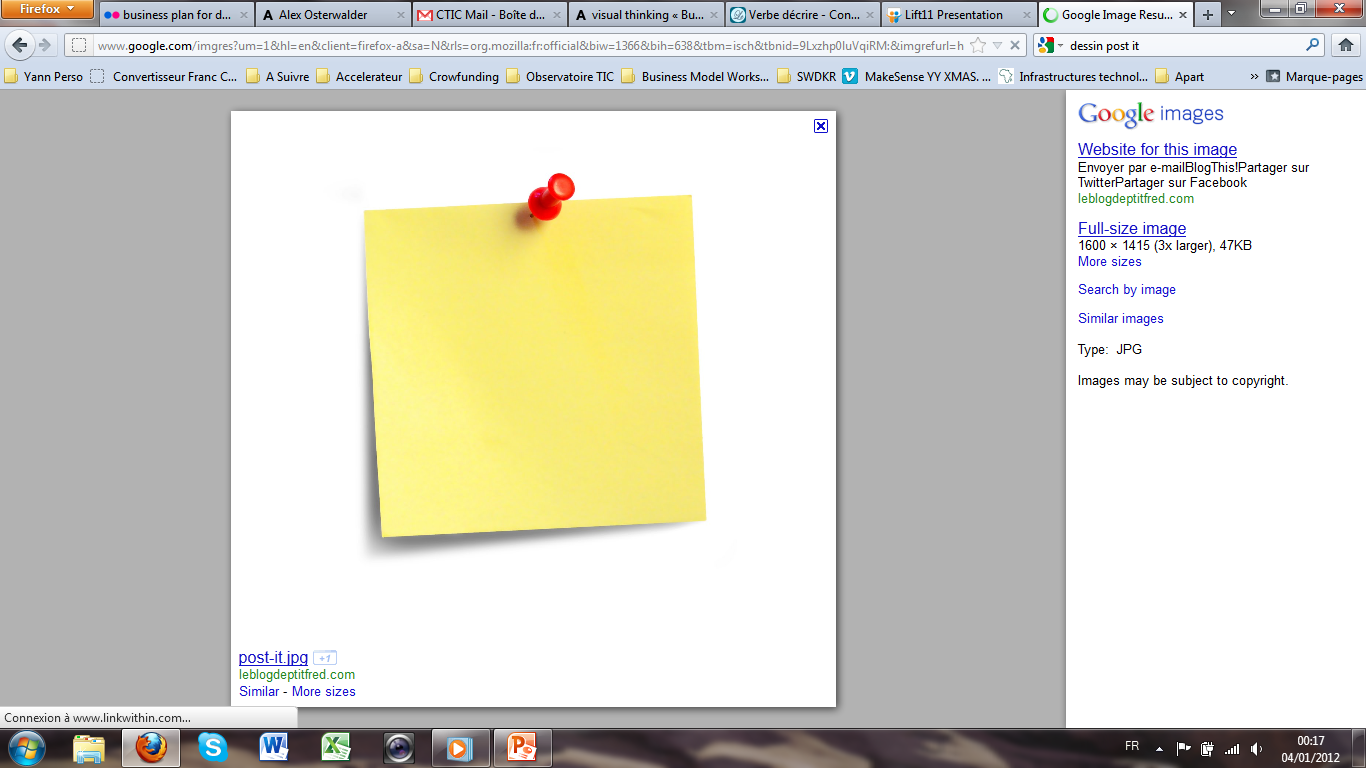 Firefox
business plan for d...
Alex Osterwalder
CTIC Mail - Boîte d...
visual thinking « Bu...
Verbe décrire - Con...
Lift11 Presentation
Google Image Resu...
www.google.com/imgres?um=1&hl=en&client=firefox-a&sa=N&rls=org.mozilla:fr:official&biw=1366&bih=638&tbm=isch&tbnid=9Lxzhp0IuVqiRM:&imgrefurl=h
dessin post it
Yann Perso
Convertisseur Franc C...
A Suivre
Accelerateur
Crowfunding
Observatoire TIC
Business Model Works...
SWDKR
MakeSense YY XMAS. ...
Infrastructures technol...
Apart
»
Marque-pages
Google images
Website for this image
Envoyer par e-mailBlogThis!Partager sur
TwitterPartager sur Facebook
leblogdeptitfred.com
Full-size image
1600 × 1415 (3x larger), 47KB
More sizes
Search by image
Similar images
Type: JPG
Images may be subject to copyright.
post-it.jpg +1
leblogdeptitfred.com
Similar - More sizes
Connexion à www.linkwithin.com...
FR
00:17
04/01/2012